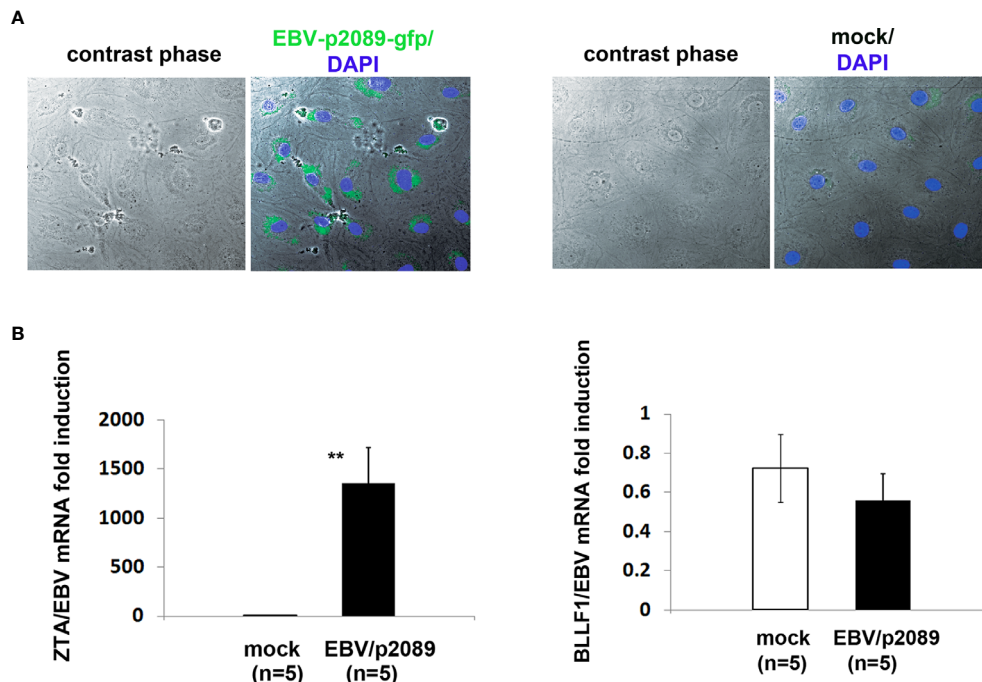 A
contrast phase
EBV-p2089-gfp/
DAPI
contrast phase
mock/
DAPI
B
ZTA/EBV mRNA fold induction
2000
1500
1000
500
0
**
mock
(n=5)
EBV/p2089
(n=5)
BLLF1/EBV mRNA fold induction
1
0.8
0.6
0.4
0.2
0
mock
(n=5)
EBV/p2089
(n=5)